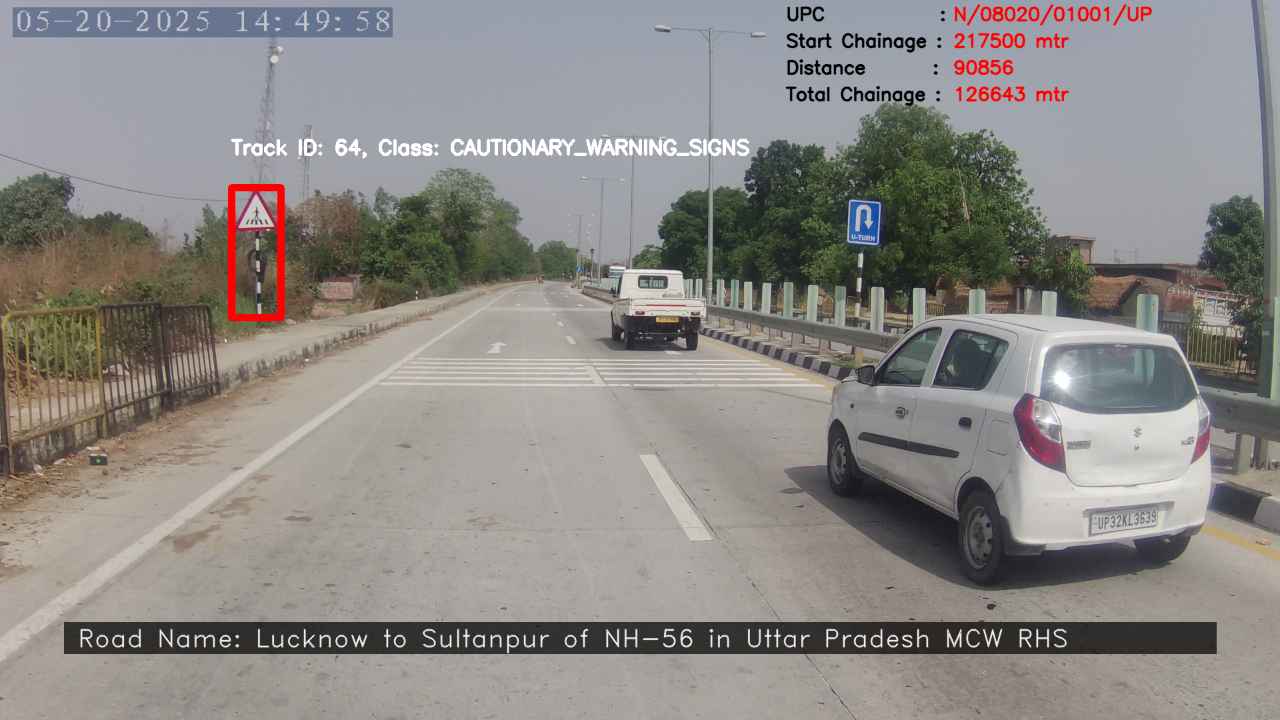 05-20-2025 14:49:58
UPC : N/08020/01001/UP
Start Chainage : 217500 mtr
Distance : 90856
Total Chainage : 126643 mtr
Track ID: 64, Class: CAUTIONARY_WARNING_SIGNS
U-TURN
UP32KL3639
Road Name: Lucknow to Sultanpur of NH-56 in Uttar Pradesh MCW RHS